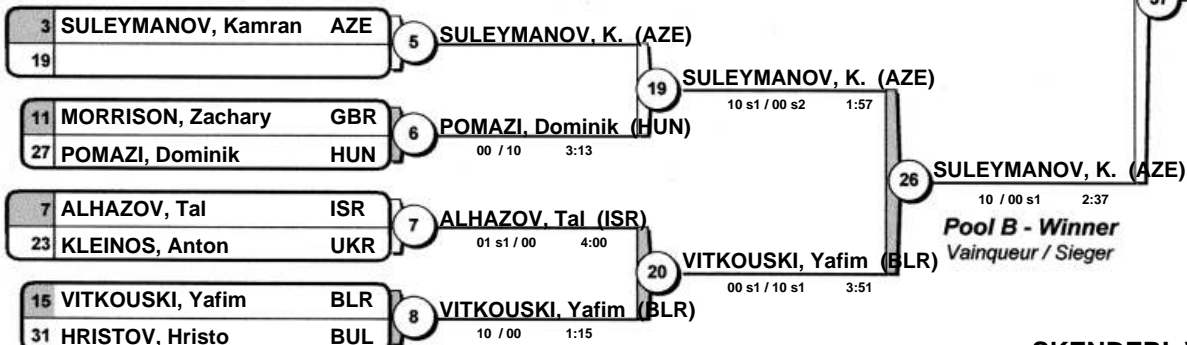 3 SULEYMANOV, Kamran AZE
19
5
SULEYMANOV, K. (AZE)
11 MORRISON, Zachary GBR
27 POMAZI, Dominik HUN
6
POMAZI, Dominik (HUN)
00 / 10 3:13
19
SULEYMANOV, K. (AZE)
10 s1 / 00 s2 1:57
7 ALHAZOV, Tal ISR
23 KLEINOS, Anton UKR
7
ALHAZOV, Tal (ISR)
01 s1 / 00 4:00
15 VITKOUSKI, Yafim BLR
31 HRISTOV, Hristo BUL
8
VITKOUSKI, Yafim (BLR)
10 / 00 1:15
20
VITKOUSKI, Yafim (BLR)
00 s1 / 10 s1 3:51
26
SULEYMANOV, K. (AZE)
10 / 00 s1 2:37
Pool B - Winner
Vainqueur / Sieger